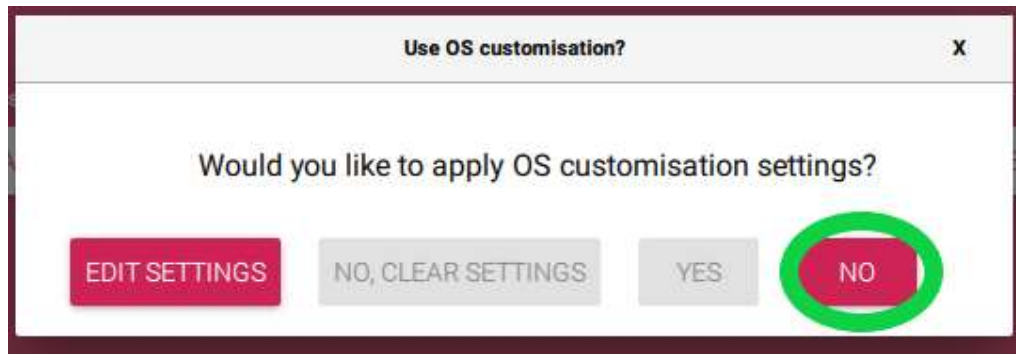 Use OS customisation? X
Would you like to apply OS customisation settings?
EDIT SETTINGS NO, CLEAR SETTINGS YES NO